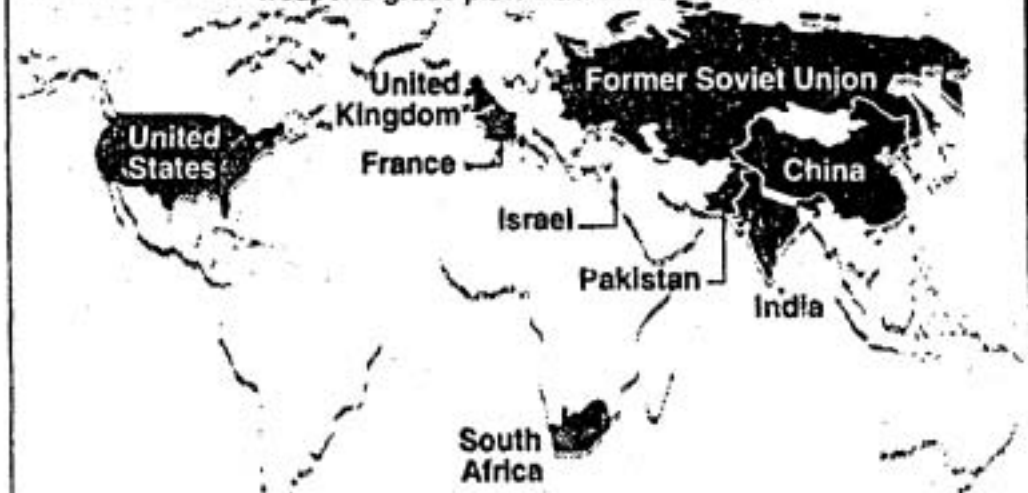 United
Kingdom
Former Soviet Union
United
States
France
China
Israel
Pakistan
India
South
Africa